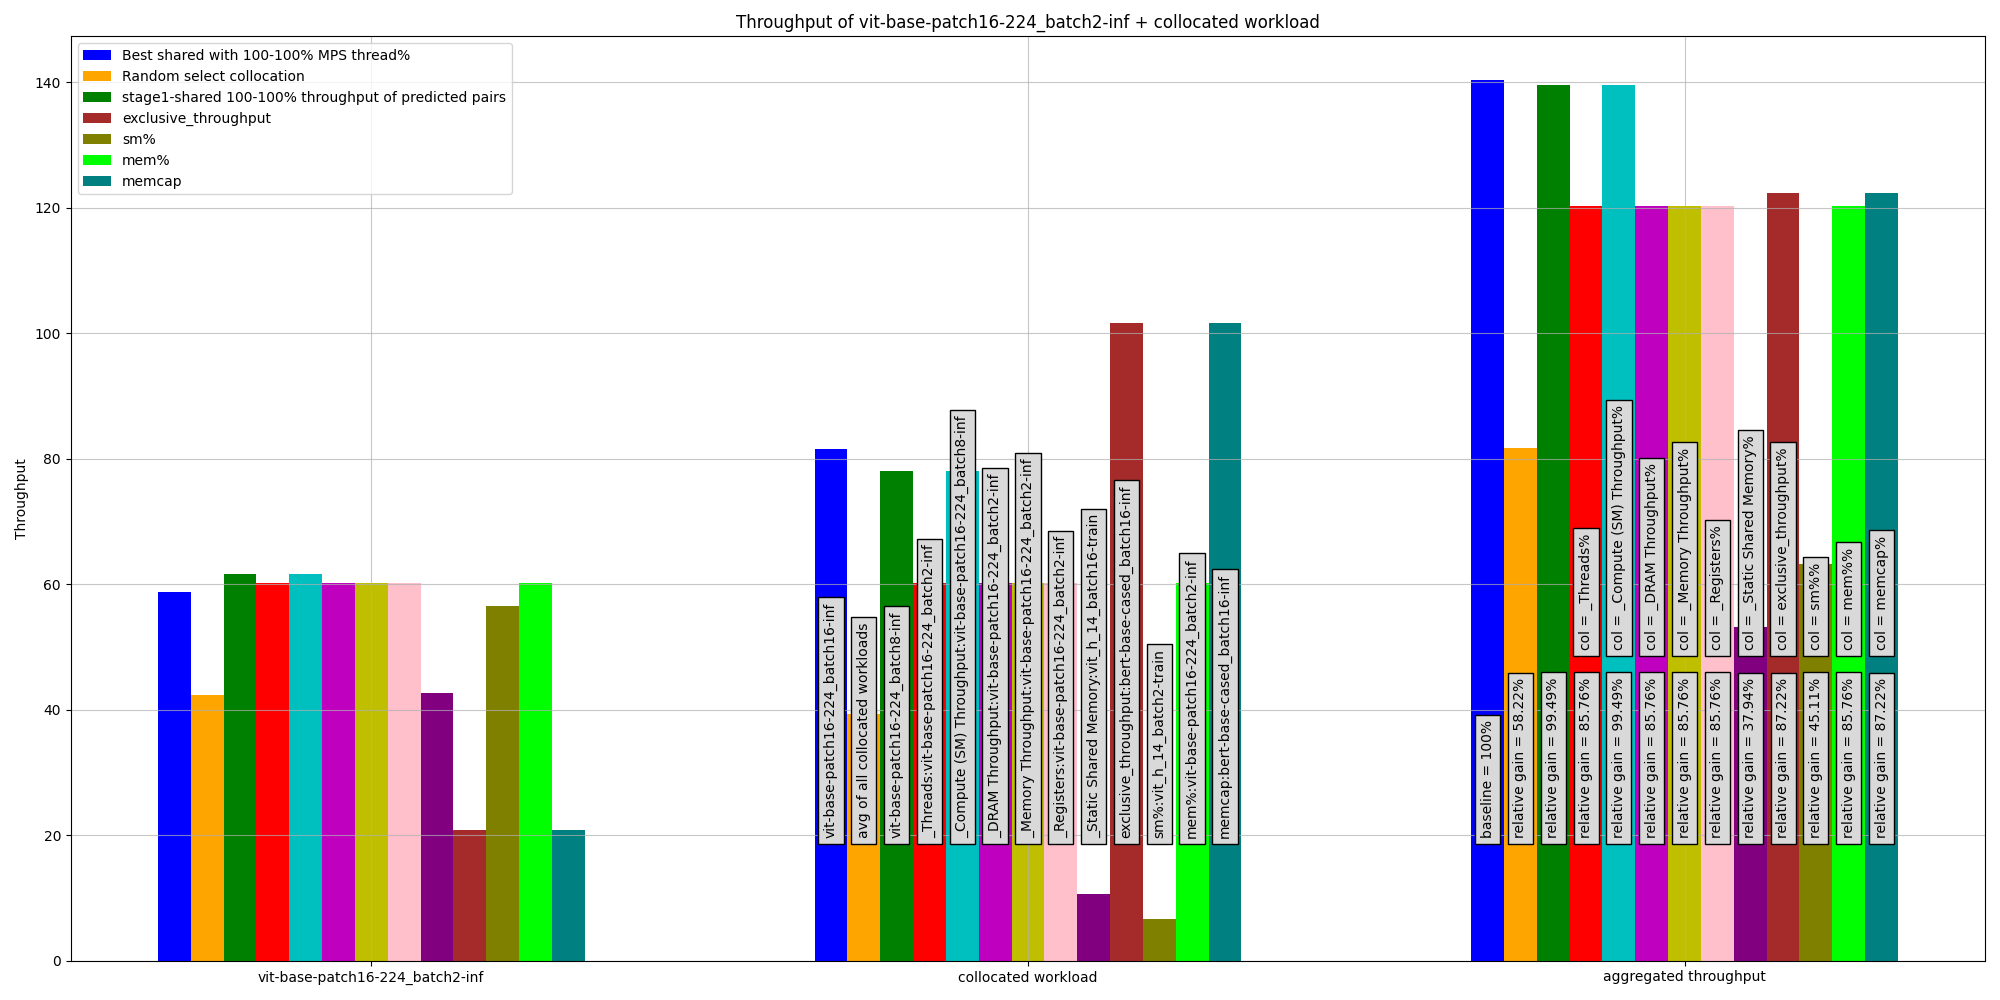 Throughput of vit-base-patch16-224_batch2-inf + collocated workload
Best shared with 100-100% MPS thread%
Random select collocation
stage1-shared 100-100% throughput of predicted pairs
exclusive_throughput
sm%
mem%
memcap
Throughput
140
120
100
80
60
40
20
0
vit-base-patch16-224_batch16-inf
avg of all collocated workloads
vit-base-patch16-224_batch8-inf
_Threads:vit-base-patch16-224_batch2-inf
_Compute (SM) Throughput:vit-base-patch16-224_batch8-inf
_DRAM Throughput:vit-base-patch16-224_batch2-inf
_Memory Throughput:vit-base-patch16-224_batch2-inf
_Registers:vit-base-patch16-224_batch2-inf
_Static Shared Memory:vit_h_14_batch16-train
exclusive_throughput:bert-base-cased_batch16-inf
sm%:vit_h_14_batch2-train
mem%:vit-base-patch16-224_batch2-inf
memcap:bert-base-cased_batch16-inf
col = _Threads%
col = _Compute (SM) Throughput%
col = _DRAM Throughput%
col = _Memory Throughput%
col = _Registers%
col = _Static Shared Memory%
col = exclusive_throughput%
col = sm%%
col = mem%%
col = memcap%
baseline = 100%
relative gain = 58.22%
relative gain = 99.49%
relative gain = 85.76%
relative gain = 99.49%
relative gain = 85.76%
relative gain = 85.76%
relative gain = 85.76%
relative gain = 37.94%
relative gain = 87.22%
relative gain = 45.11%
relative gain = 85.76%
relative gain = 87.22%
vit-base-patch16-224_batch2-inf
collocated workload
aggregated throughput